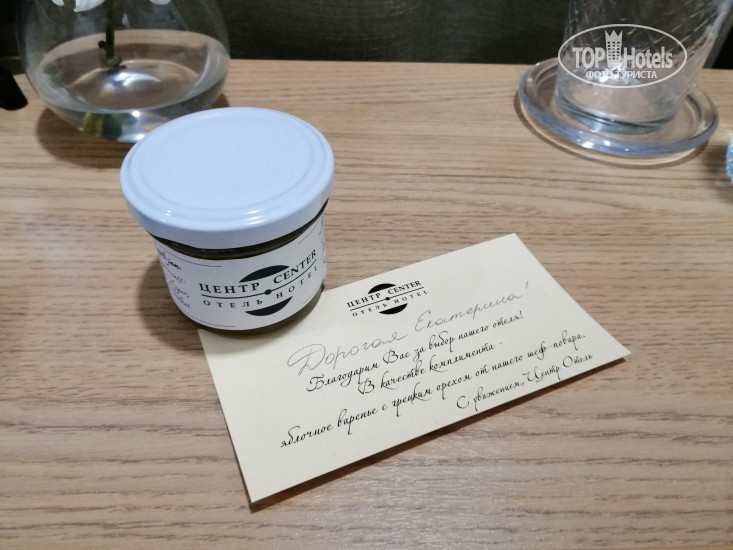 TOP Hotels
ФОТО ТУРИСТА
ЦЕНТР CENTER
ОТЕЛЬ HOTEL
ЦЕНТР CENTER
ОТЕЛЬ HOTEL
Дорогая Екатерина!
Благодарим Вас за выбор нашего отеля!
В качестве комплимента -
яблочное варенье с грецким орехом от нашего шеф-повара.
С уважением, Центр Отель